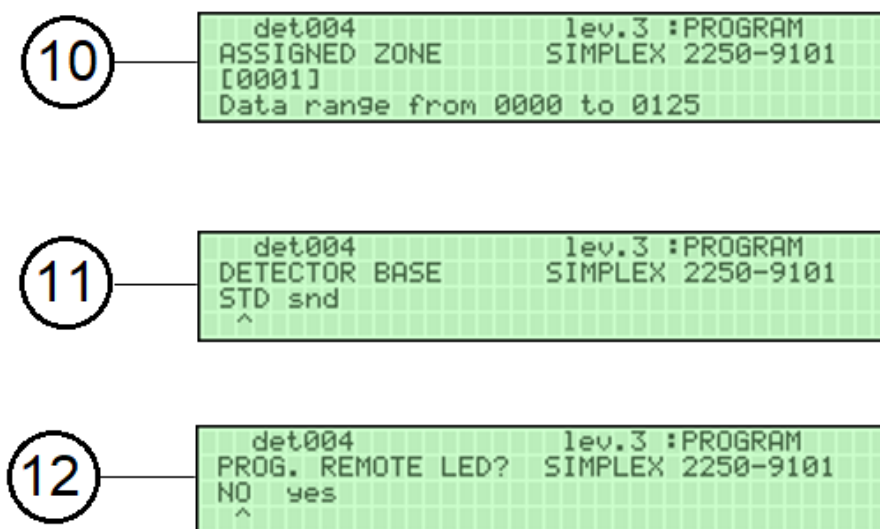 10
det004 lev.3 :PROGRAM
ASSIGNED ZONE SIMPLEX 2250-9101
[0001]
Data range from 0000 to 0125
11
det004 lev.3 :PROGRAM
DETECTOR BASE SIMPLEX 2250-9101
STD snd
^
12
det004 lev.3 :PROGRAM
PROG. REMOTE LED? SIMPLEX 2250-9101
NO yes
^